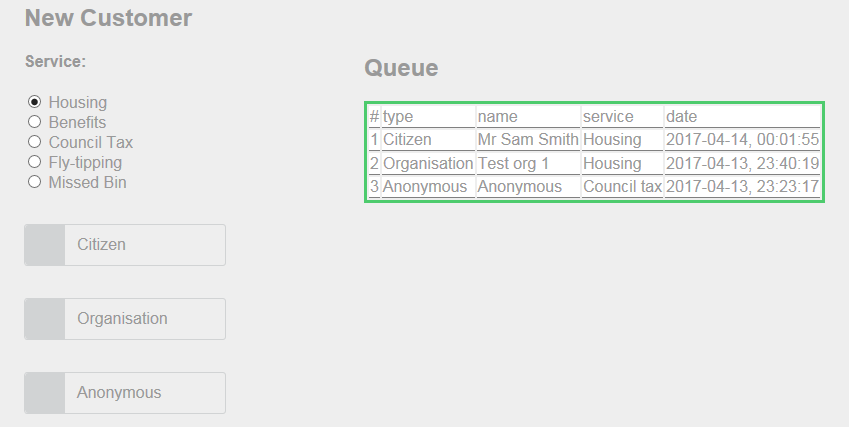 New Customer
Service:
Housing
Benefits
Council Tax
Fly-tipping
Missed Bin
Citizen
Organisation
Anonymous
Queue
# type name service date
1 Citizen Mr Sam Smith Housing 2017-04-14, 00:01:55
2 Organisation Test org 1 Housing 2017-04-13, 23:40:19
3 Anonymous Anonymous Council tax 2017-04-13, 23:23:17